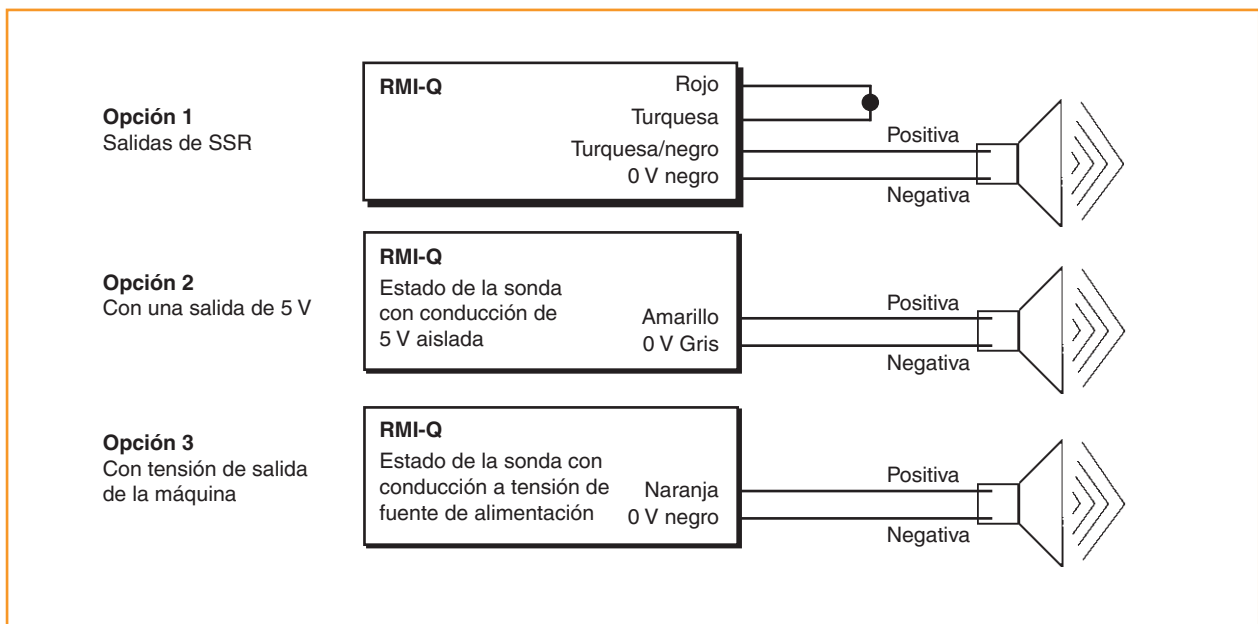 Opción 1
Salidas de SSR
RMI-Q
Rojo
Turquesa
Turquesa/negro
0 V negro
Positiva
Negativa
Opción 2
Con una salida de 5 V
RMI-Q
Estado de la sonda
con conducción de
5 V aislada
Amarillo
0 V Gris
Positiva
Negativa
Opción 3
Con tensión de salida
de la máquina
RMI-Q
Estado de la sonda con
conducción a tensión de
fuente de alimentación
Naranja
0 V negro
Positiva
Negativa